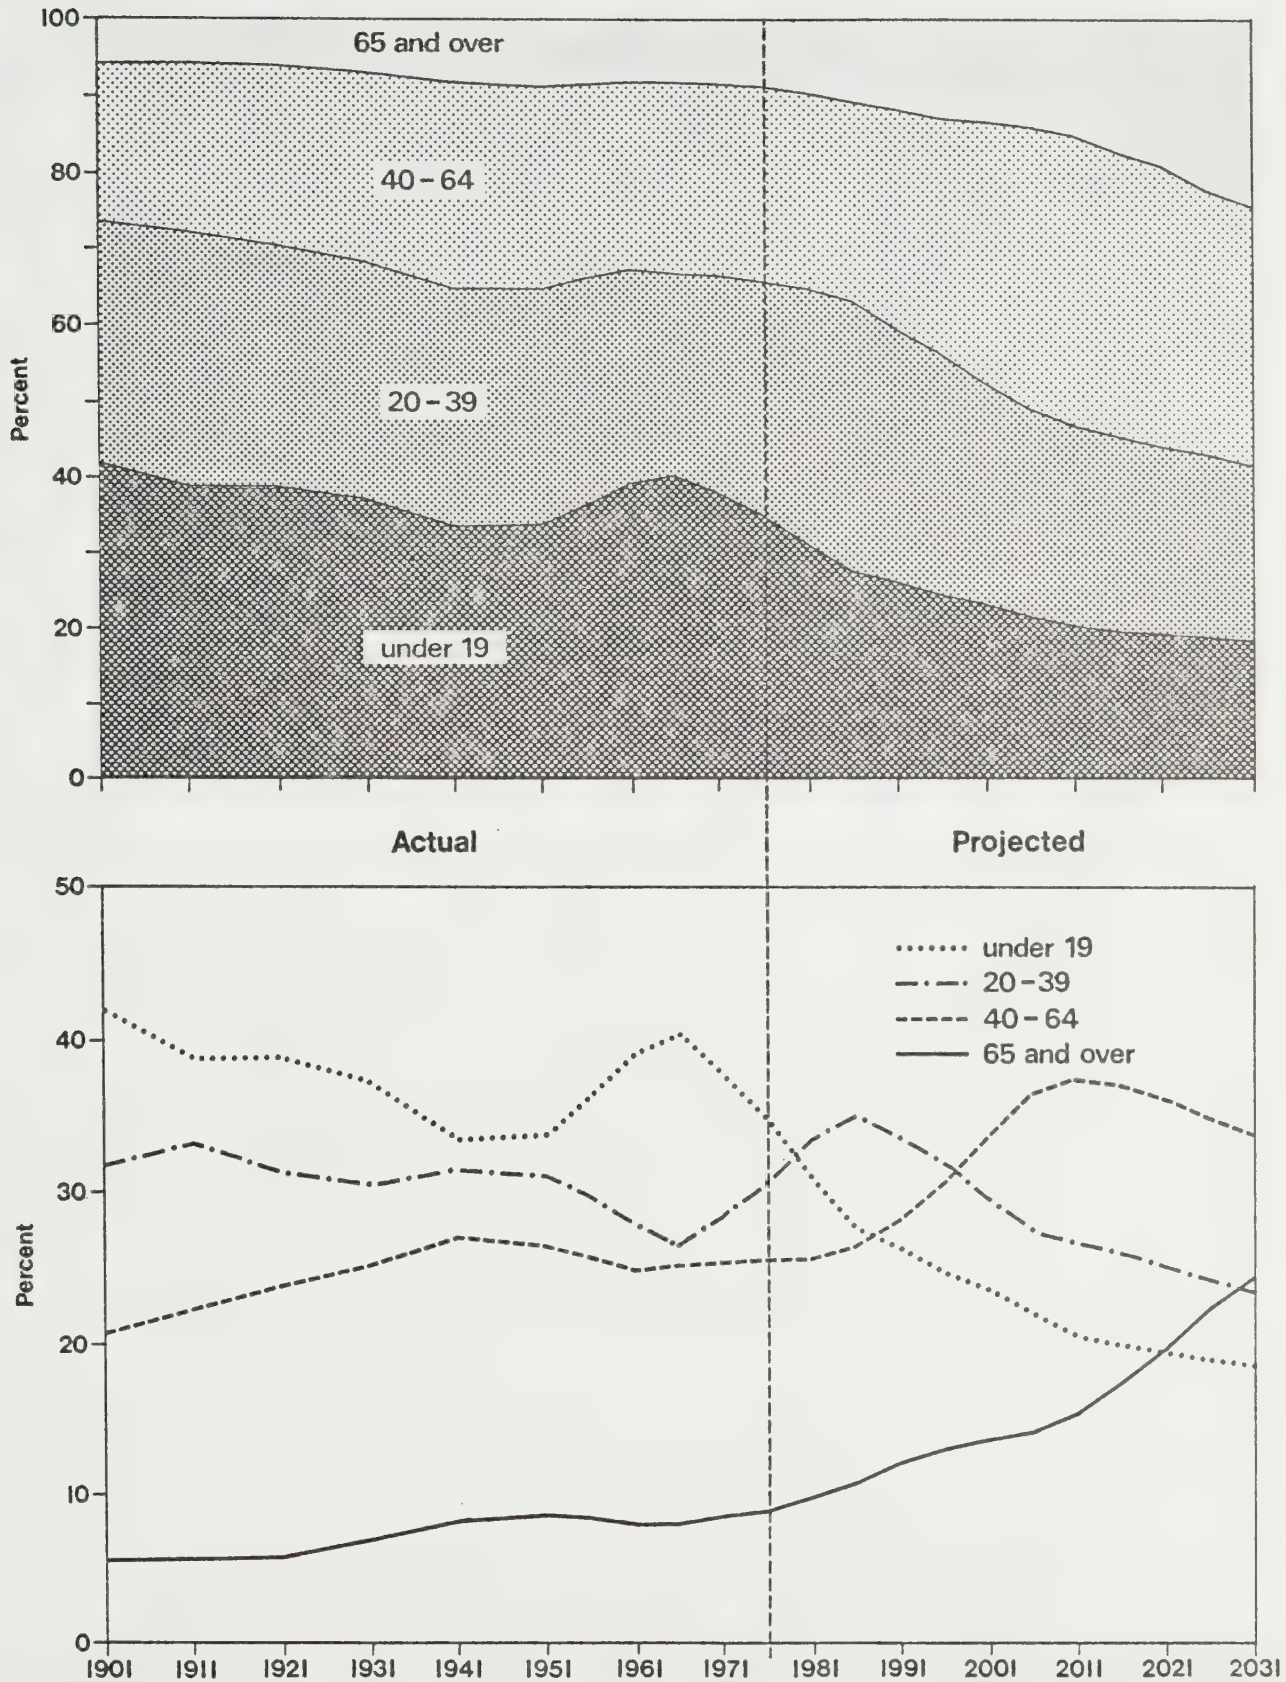 100
65 and over
80
40-64
60
Percent
20-39
40
20
under 19
0
Actual
Projected
50
under 19
20-39
40-64
65 and over
40
30
Percent
20
10
0
1901 1911 1921 1931 1941 1951 1961 1971 1981 1991 2001 2011 2021 2031